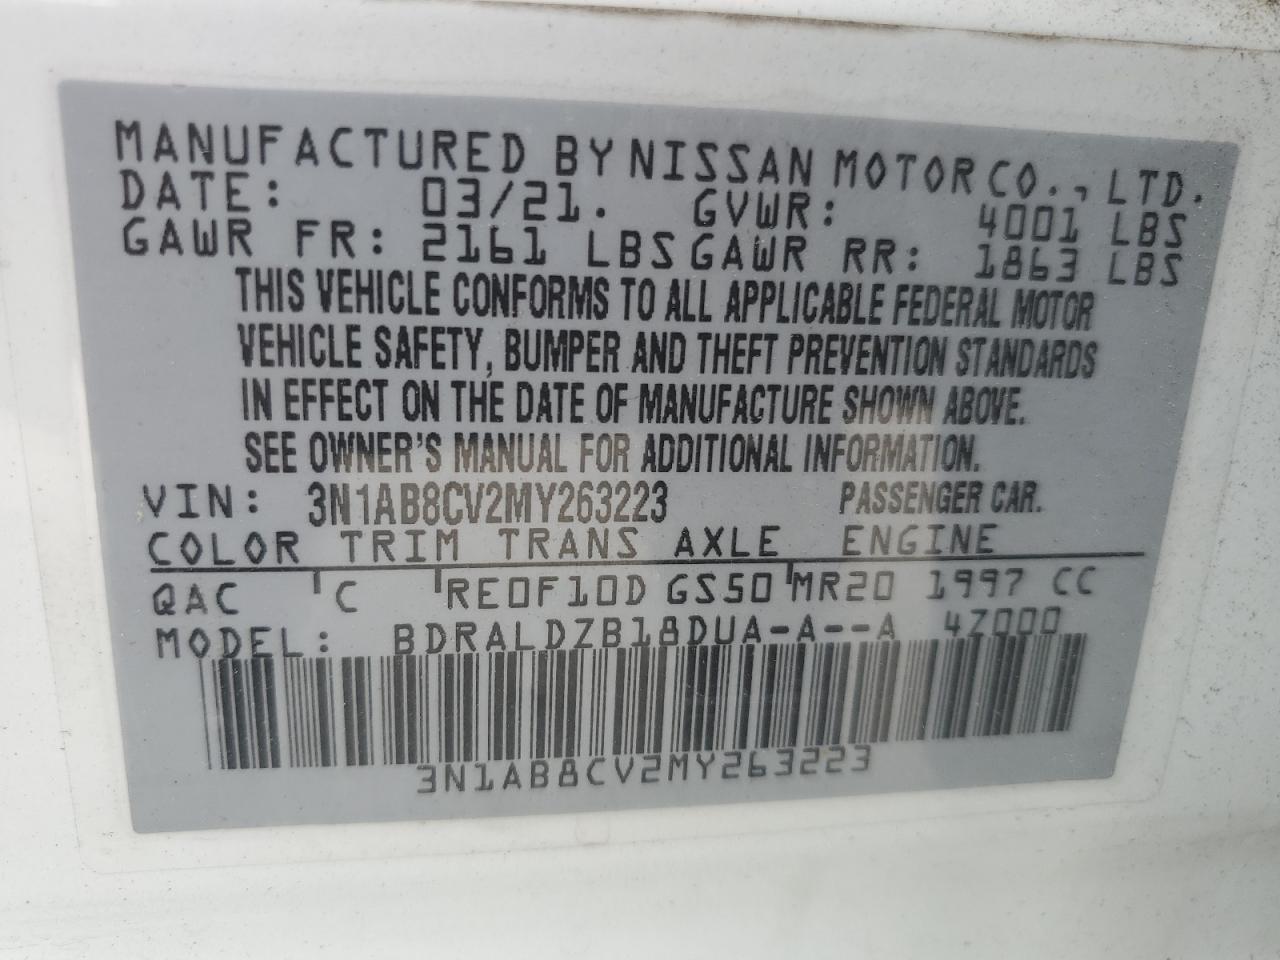 MANUFACTURED BY NISSAN MOTOR CO., LTD.
DATE: 03/21. GVWR: 4001 LBS
GAWR FR: 2161 LBS GAWR RR: 1863 LBS
THIS VEHICLE CONFORMS TO ALL APPLICABLE FEDERAL MOTOR
VEHICLE SAFETY, BUMPER AND THEFT PREVENTION STANDARDS
IN EFFECT ON THE DATE OF MANUFACTURE SHOWN ABOVE.
SEE OWNER'S MANUAL FOR ADDITIONAL INFORMATION.
VIN: 3N1AB8CV2MY263223 PASSENGER CAR.
COLOR TRIM TRANS AXLE ENGINE
QAC C RE0F10D GS50 MR20 1997 CC
MODEL: BDRALDZB18DUA-A--A 4Z000
3N1AB8CV2MY263223